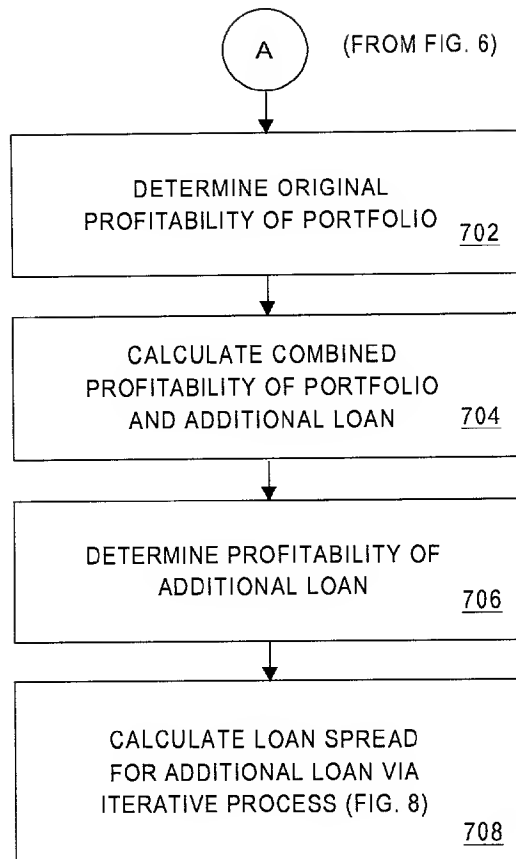 A
(FROM FIG. 6)
DETERMINE ORIGINAL
PROFITABILITY OF PORTFOLIO
702
CALCULATE COMBINED
PROFITABILITY OF PORTFOLIO
AND ADDITIONAL LOAN
704
DETERMINE PROFITABILITY OF
ADDITIONAL LOAN
706
CALCULATE LOAN SPREAD
FOR ADDITIONAL LOAN VIA
ITERATIVE PROCESS (FIG. 8)
708